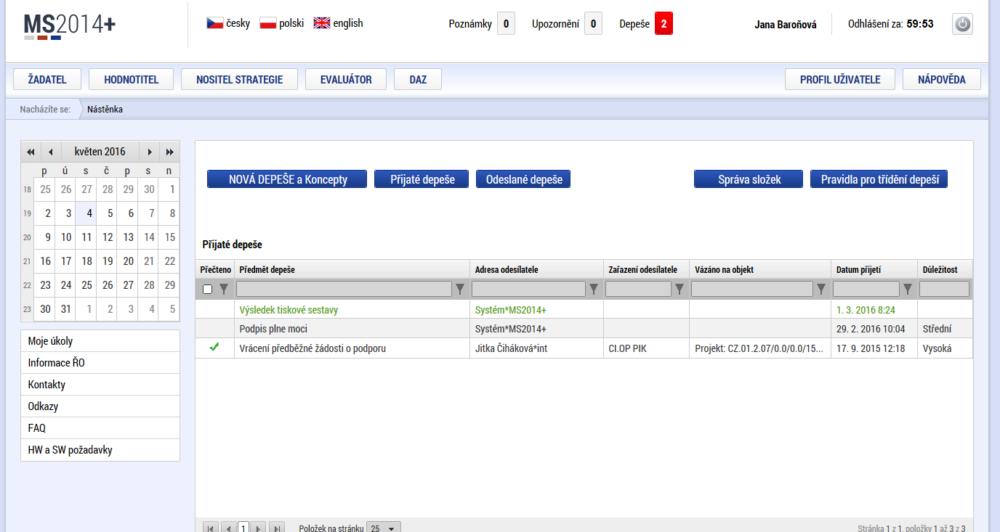 MS2014+ česky polski english Poznámky 0 Upozornění 0 Depeše 2 Jana Baroňová Odhlášení za: 59:53
ŽADATEL HODNOTITEL NOSITEL STRATEGIE EVALUÁTOR DAZ PROFIL UŽIVATELE NÁPOVĚDA
Nacházíte se: Nástěnka
květen 2016
p ú s č p s n
18 25 26 27 28 29 30 1
19 2 3 4 5 6 7 8
20 9 10 11 12 13 14 15
21 16 17 18 19 20 21 22
22 23 24 25 26 27 28 29
23 30 31 1 2 3 4 5
Moje úkoly
Informace ŘO
Kontakty
Odkazy
FAQ
HW a SW požadavky
NOVÁ DEPEŠE a Koncepty Přijaté depeše Odeslané depeše Správa složek Pravidla pro třídění depeší
Přijaté depeše
Přečteno Předmět depeše Adresa odesílatele Zařazení odesílatele Vázáno na objekt Datum přijetí Důležitost
Výsledek tiskové sestavy Systém*MS2014+ 1. 3. 2016 8:24
Podpis plne moci Systém*MS2014+ 29. 2. 2016 10:04 Střední
Vrácení předběžné žádosti o podporu Jitka Čiháková*int CI.OP PIK Projekt: CZ.01.2.07/0.0/0.0/15... 17. 9. 2015 12:18 Vysoká
1 Položek na stránku 25 Stránka 1 z 1, položky 1 až 3 z 3